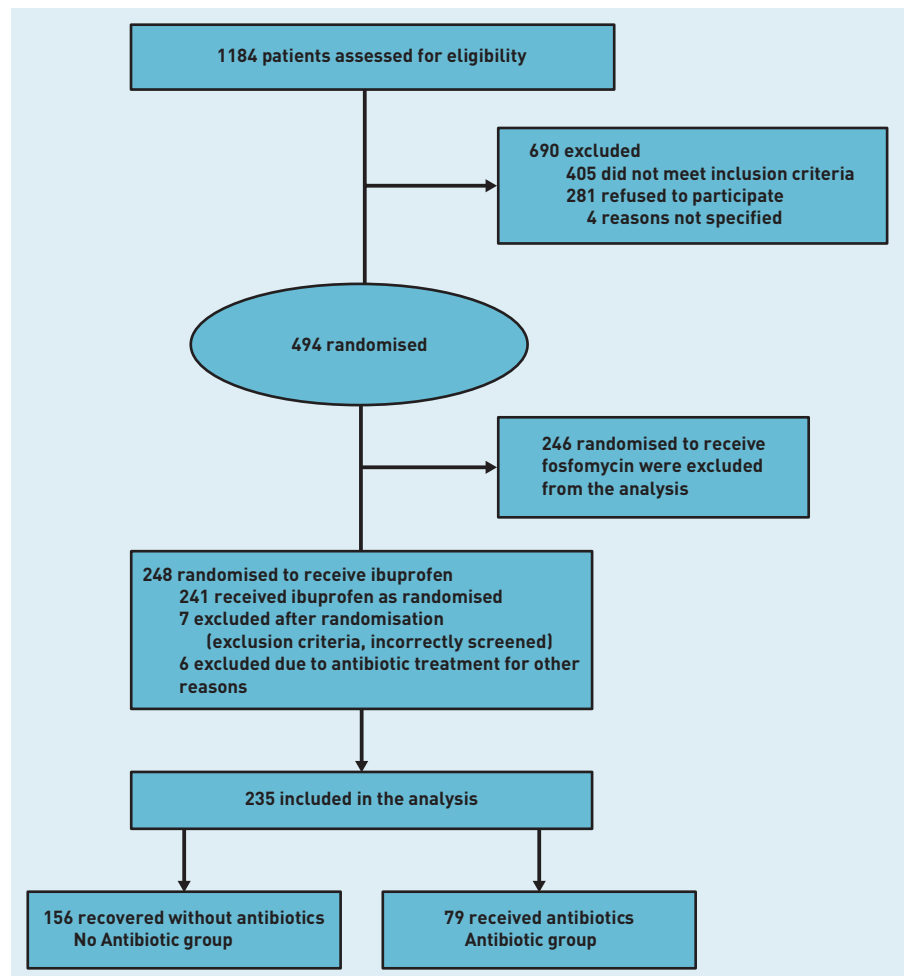 1184 patients assessed for eligibility
690 excluded
405 did not meet inclusion criteria
281 refused to participate
4 reasons not specified
494 randomised
246 randomised to receive
fosfomycin were excluded
from the analysis
248 randomised to receive ibuprofen
241 received ibuprofen as randomised
7 excluded after randomisation
(exclusion criteria, incorrectly screened)
6 excluded due to antibiotic treatment for other
reasons
235 included in the analysis
156 recovered without antibiotics
No Antibiotic group
79 received antibiotics
Antibiotic group